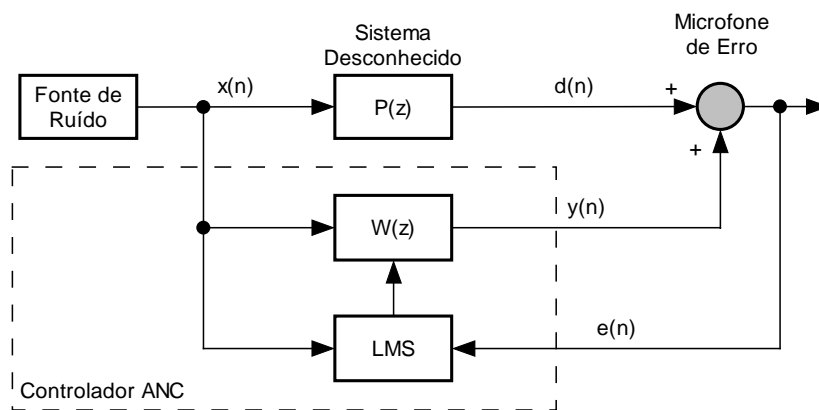 Sistema
Desconhecido
Microfone
de Erro
Fonte de
Ruído
x(n)
P(z)
d(n)
+
+
W(z)
y(n)
LMS
e(n)
Controlador ANC